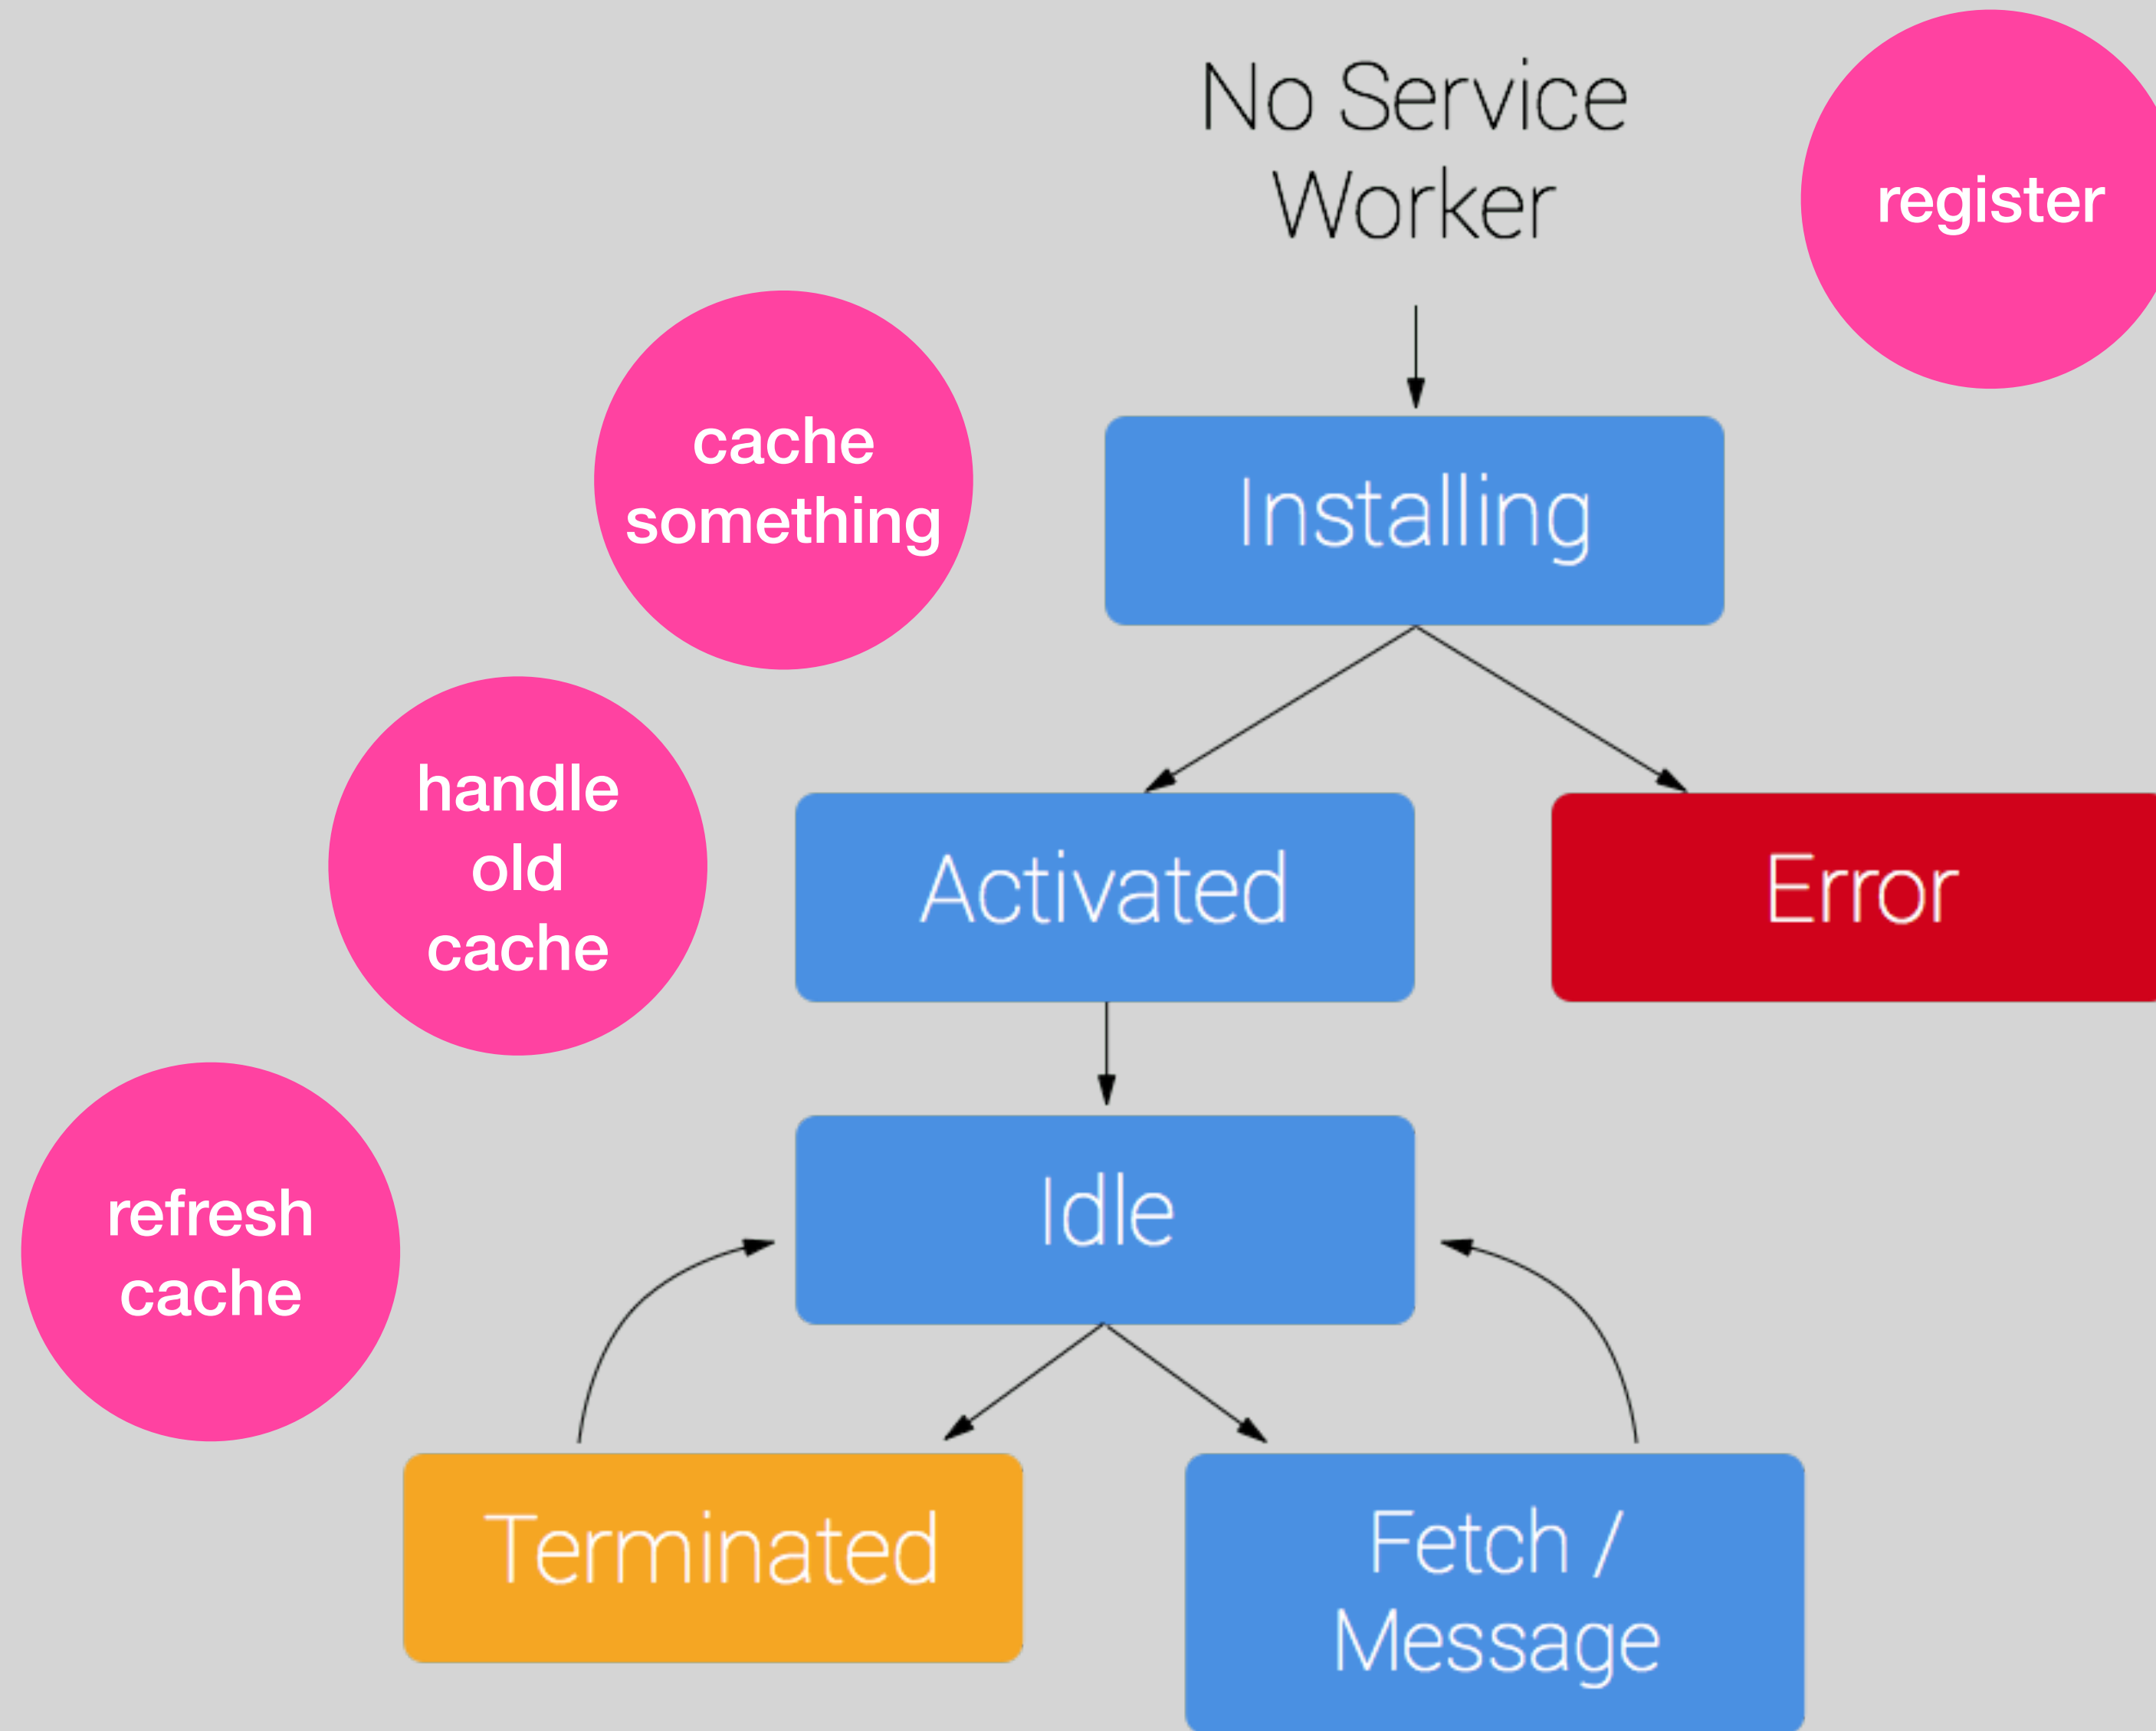 No Service
Worker
register
cache
something
Installing
handle
old
cache
Activated
Error
refresh
cache
Idle
Terminated
Fetch /
Message